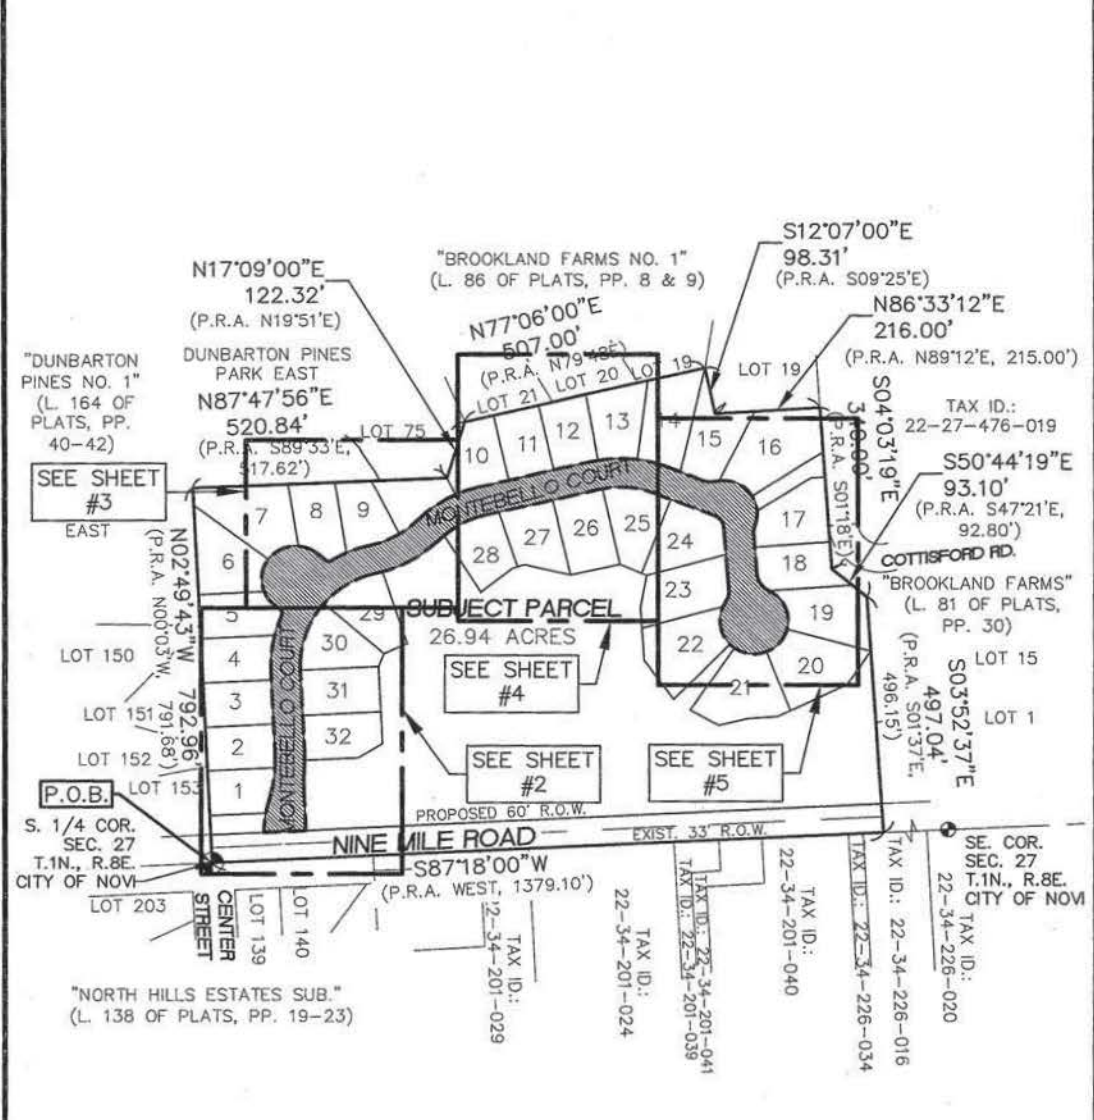 S12°07'00"E
98.31'
(P.R.A. S09°25'E)
"BROOKLAND FARMS NO. 1"
(L. 86 OF PLATS, PP. 8 & 9)
N17°09'00"E
122.32'
(P.R.A. N19°51'E)
N86°33'12"E
216.00'
(P.R.A. N89°12'E, 215.00')
N77°06'00"E
507.00'
(P.R.A. N79°48'E)
"DUNBARTON
PINES NO. 1"
(L. 164 OF
PLATS, PP.
40-42)
DUNBARTON PINES
PARK EAST
N87°47'56"E
520.84'
(P.R.A. S89°33'E,
517.62')
LOT 75
LOT 21
LOT 20
LOT 19
LOT 19
S04°03'19"E
310.00'
(P.R.A. S01°18'E)
TAX ID.:
22-27-476-019
S50°44'19"E
93.10'
(P.R.A. S47°21'E,
92.80')
SEE SHEET
#3
EAST
10
11
12
13
14
15
16
7
8
9
MONTEBELLO COURT
28
27
26
25
24
17
18
COTTISFORD RD.
"BROOKLAND FARMS"
(L. 81 OF PLATS,
PP. 30)
6
5
29
23
19
SUBJECT PARCEL
26.94 ACRES
N02°49'43"W
792.96'
(P.R.A. N00°03'W,
791.68')
LOT 150
4
30
22
20
21
SEE SHEET
#4
LOT 15
S03°52'37"E
497.04'
(P.R.A. S01°37'E,
496.15')
LOT 1
LOT 151
3
31
MONTEBELLO COURT
2
32
LOT 152
LOT 153
1
SEE SHEET
#2
SEE SHEET
#5
P.O.B.
S. 1/4 COR.
SEC. 27
T.1N., R.8E.
CITY OF NOVI
PROPOSED 60' R.O.W.
NINE MILE ROAD
EXIST. 33' R.O.W.
S87°18'00"W
(P.R.A. WEST, 1379.10')
SE. COR.
SEC. 27
T.1N., R.8E.
CITY OF NOVI
LOT 203
CENTER
STREET
LOT 139
LOT 140
TAX ID.:
22-34-201-029
TAX ID.:
22-34-201-024
TAX ID.: 22-34-201-041
TAX ID.: 22-34-201-039
TAX ID.:
22-34-201-040
TAX ID.: 22-34-226-034
TAX ID.: 22-34-226-016
TAX ID.:
22-34-226-020
"NORTH HILLS ESTATES SUB."
(L. 138 OF PLATS, PP. 19-23)